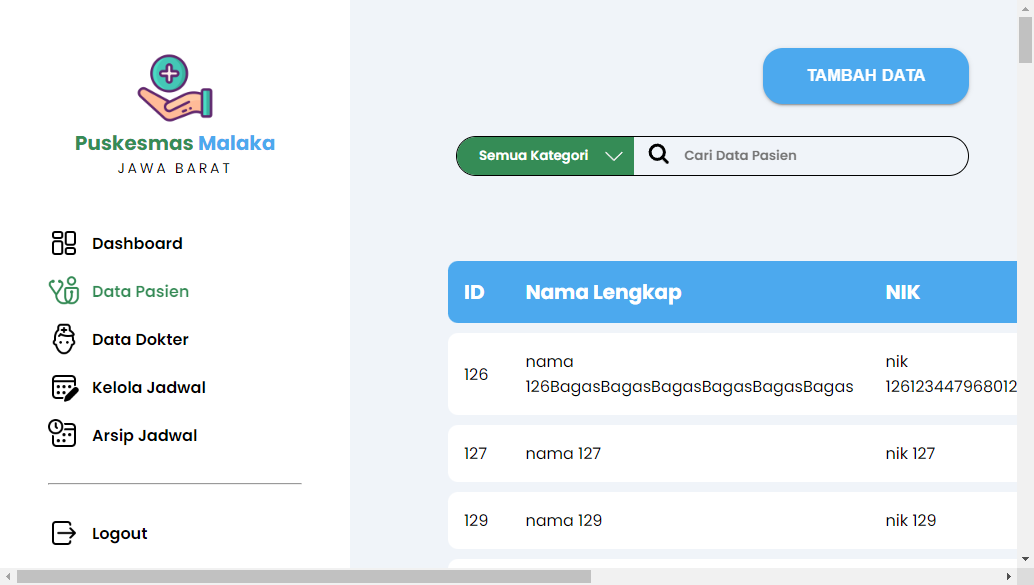 Puskesmas Malaka
JAWA BARAT
Dashboard
Data Pasien
Data Dokter
Kelola Jadwal
Arsip Jadwal
Logout
TAMBAH DATA
Semua Kategori
Cari Data Pasien
ID Nama Lengkap NIK
126 nama 126BagasBagasBagasBagasBagasBagas nik 126123447968012
127 nama 127 nik 127
129 nama 129 nik 129